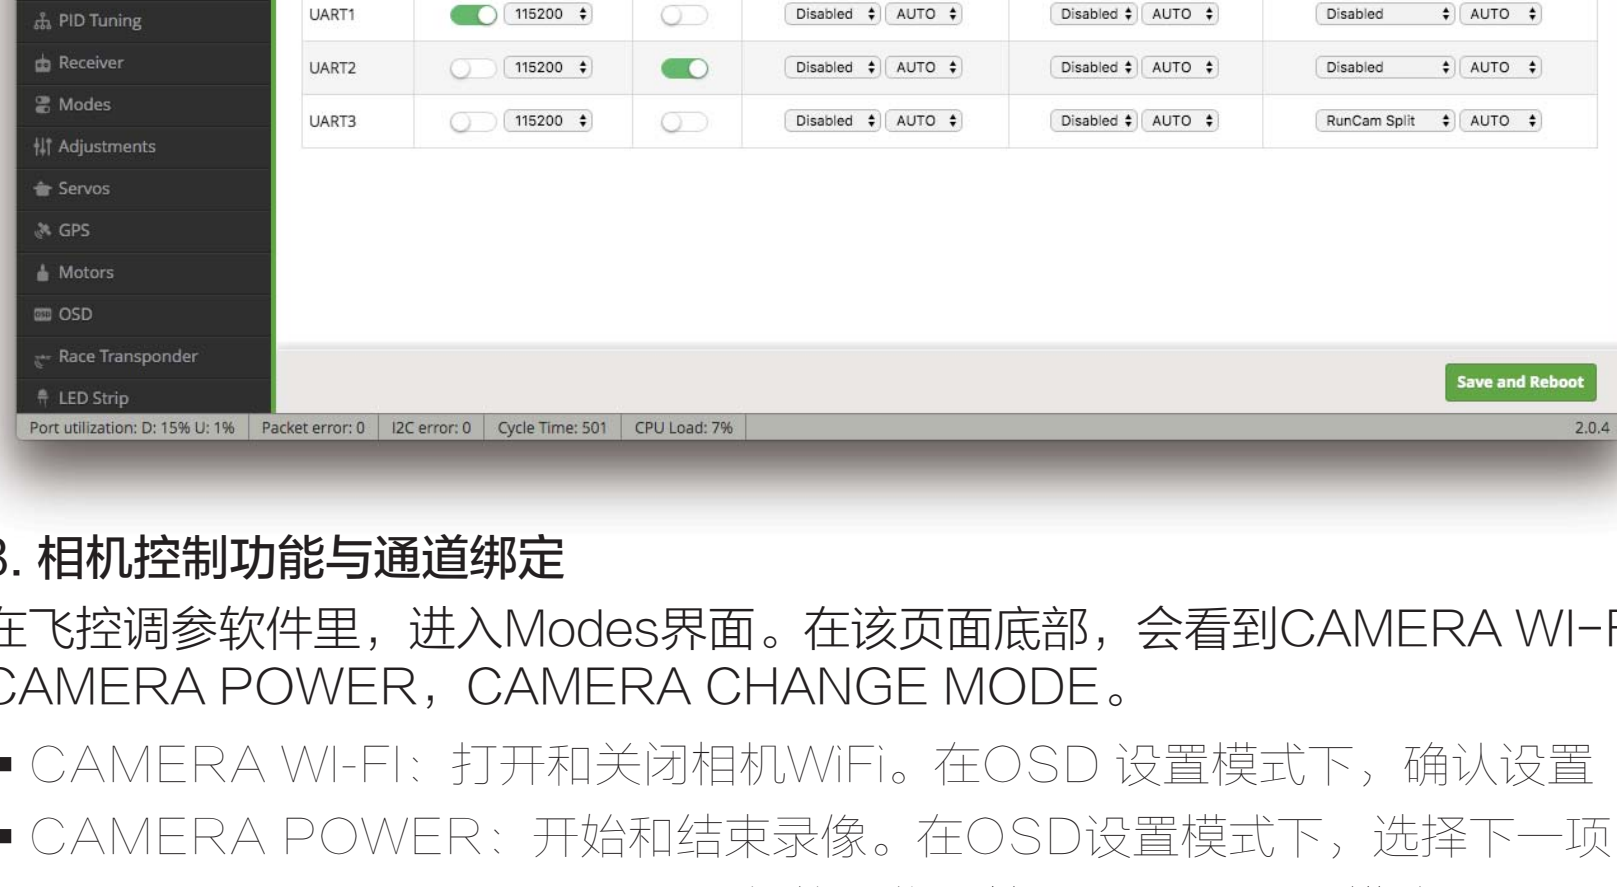 PID Tuning
UART1 115200 Disabled AUTO Disabled AUTO Disabled AUTO
Receiver
UART2 115200 Disabled AUTO Disabled AUTO Disabled AUTO
Modes
UART3 115200 Disabled AUTO Disabled AUTO RunCam Split AUTO
Adjustments
Servos
GPS
Motors
OSD
Race Transponder
Save and Reboot
LED Strip
Port utilization: D: 15% U: 1% Packet error: 0 I2C error: 0 Cycle Time: 501 CPU Load: 7% 2.0.4
3. 相机控制功能与通道绑定
在飞控调参软件里，进入Modes界面。在该页面底部，会看到CAMERA WI-F
CAMERA POWER，CAMERA CHANGE MODE。
▪ CAMERA WI-FI：打开和关闭相机WiFi。在OSD 设置模式下，确认设置
▪ CAMERA POWER：开始和结束录像。在OSD设置模式下，选择下一项